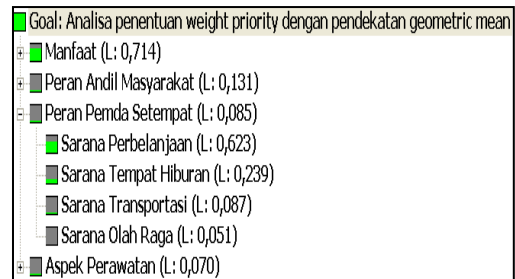 Goal: Analisa penentuan weight priority dengan pendekatan geometric mean
Manfaat (L: 0,714)
Peran Andil Masyarakat (L: 0,131)
Peran Pemda Setempat (L: 0,085)
Sarana Perbelanjaan (L: 0,623)
Sarana Tempat Hiburan (L: 0,239)
Sarana Transportasi (L: 0,087)
Sarana Olah Raga (L: 0,051)
Aspek Perawatan (L: 0,070)